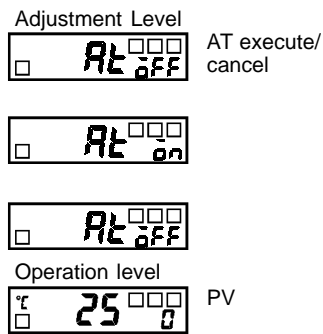 Adjustment Level
At oFF
AT execute/
cancel
At on
At oFF
Operation level
°C 25 0
PV